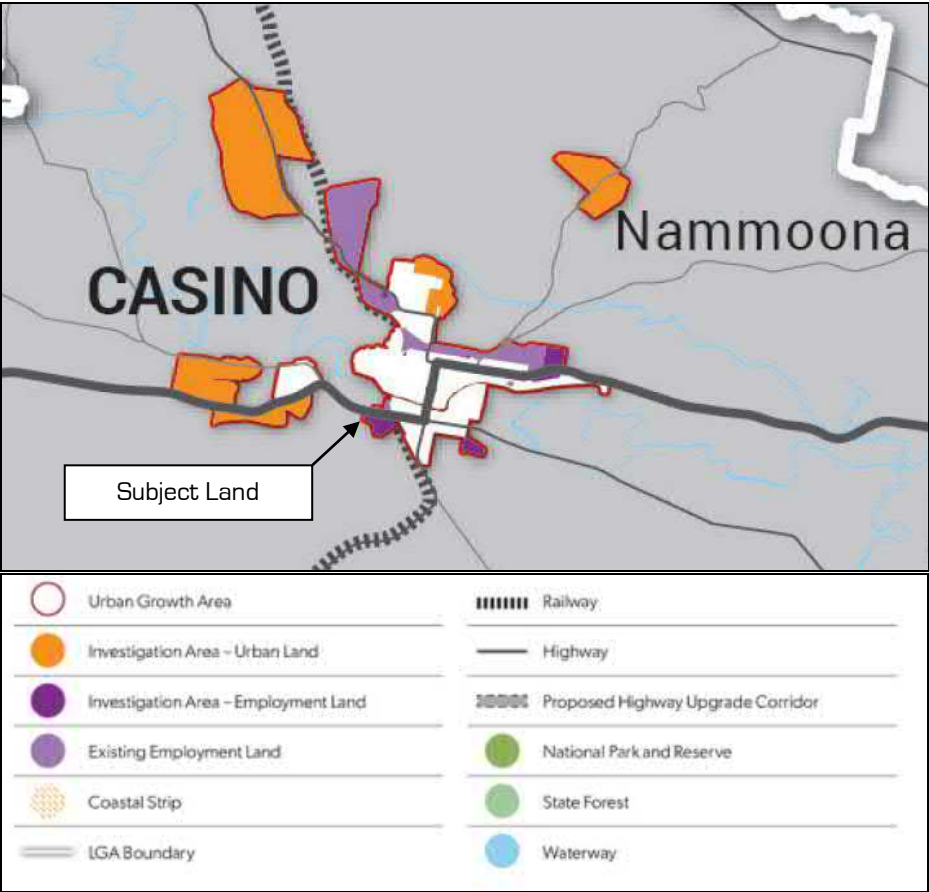 Nammoona
CASINO
Subject Land
Urban Growth Area
Railway
Investigation Area – Urban Land
Highway
Investigation Area – Employment Land
Proposed Highway Upgrade Corridor
Existing Employment Land
National Park and Reserve
Coastal Strip
State Forest
LGA Boundary
Waterway